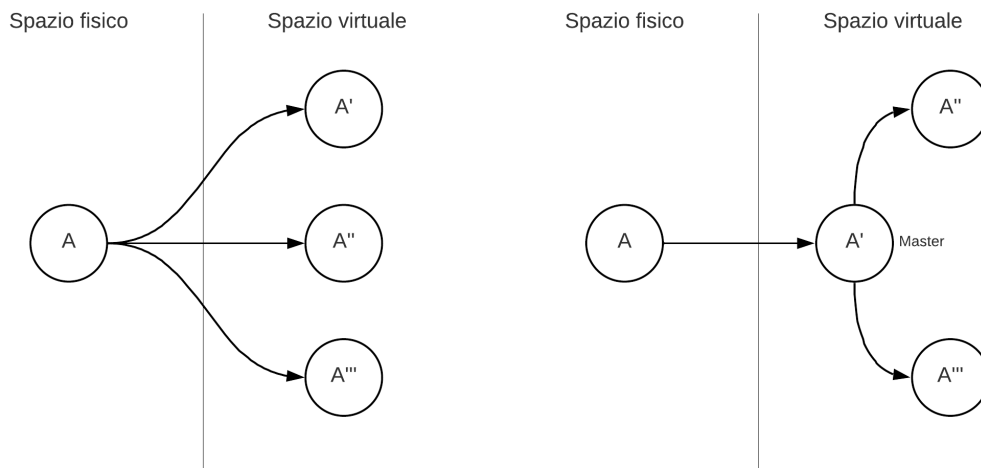 Spazio fisico
Spazio virtuale
A'
A
A''
A'''
Spazio fisico
Spazio virtuale
A''
A
A'
Master
A'''